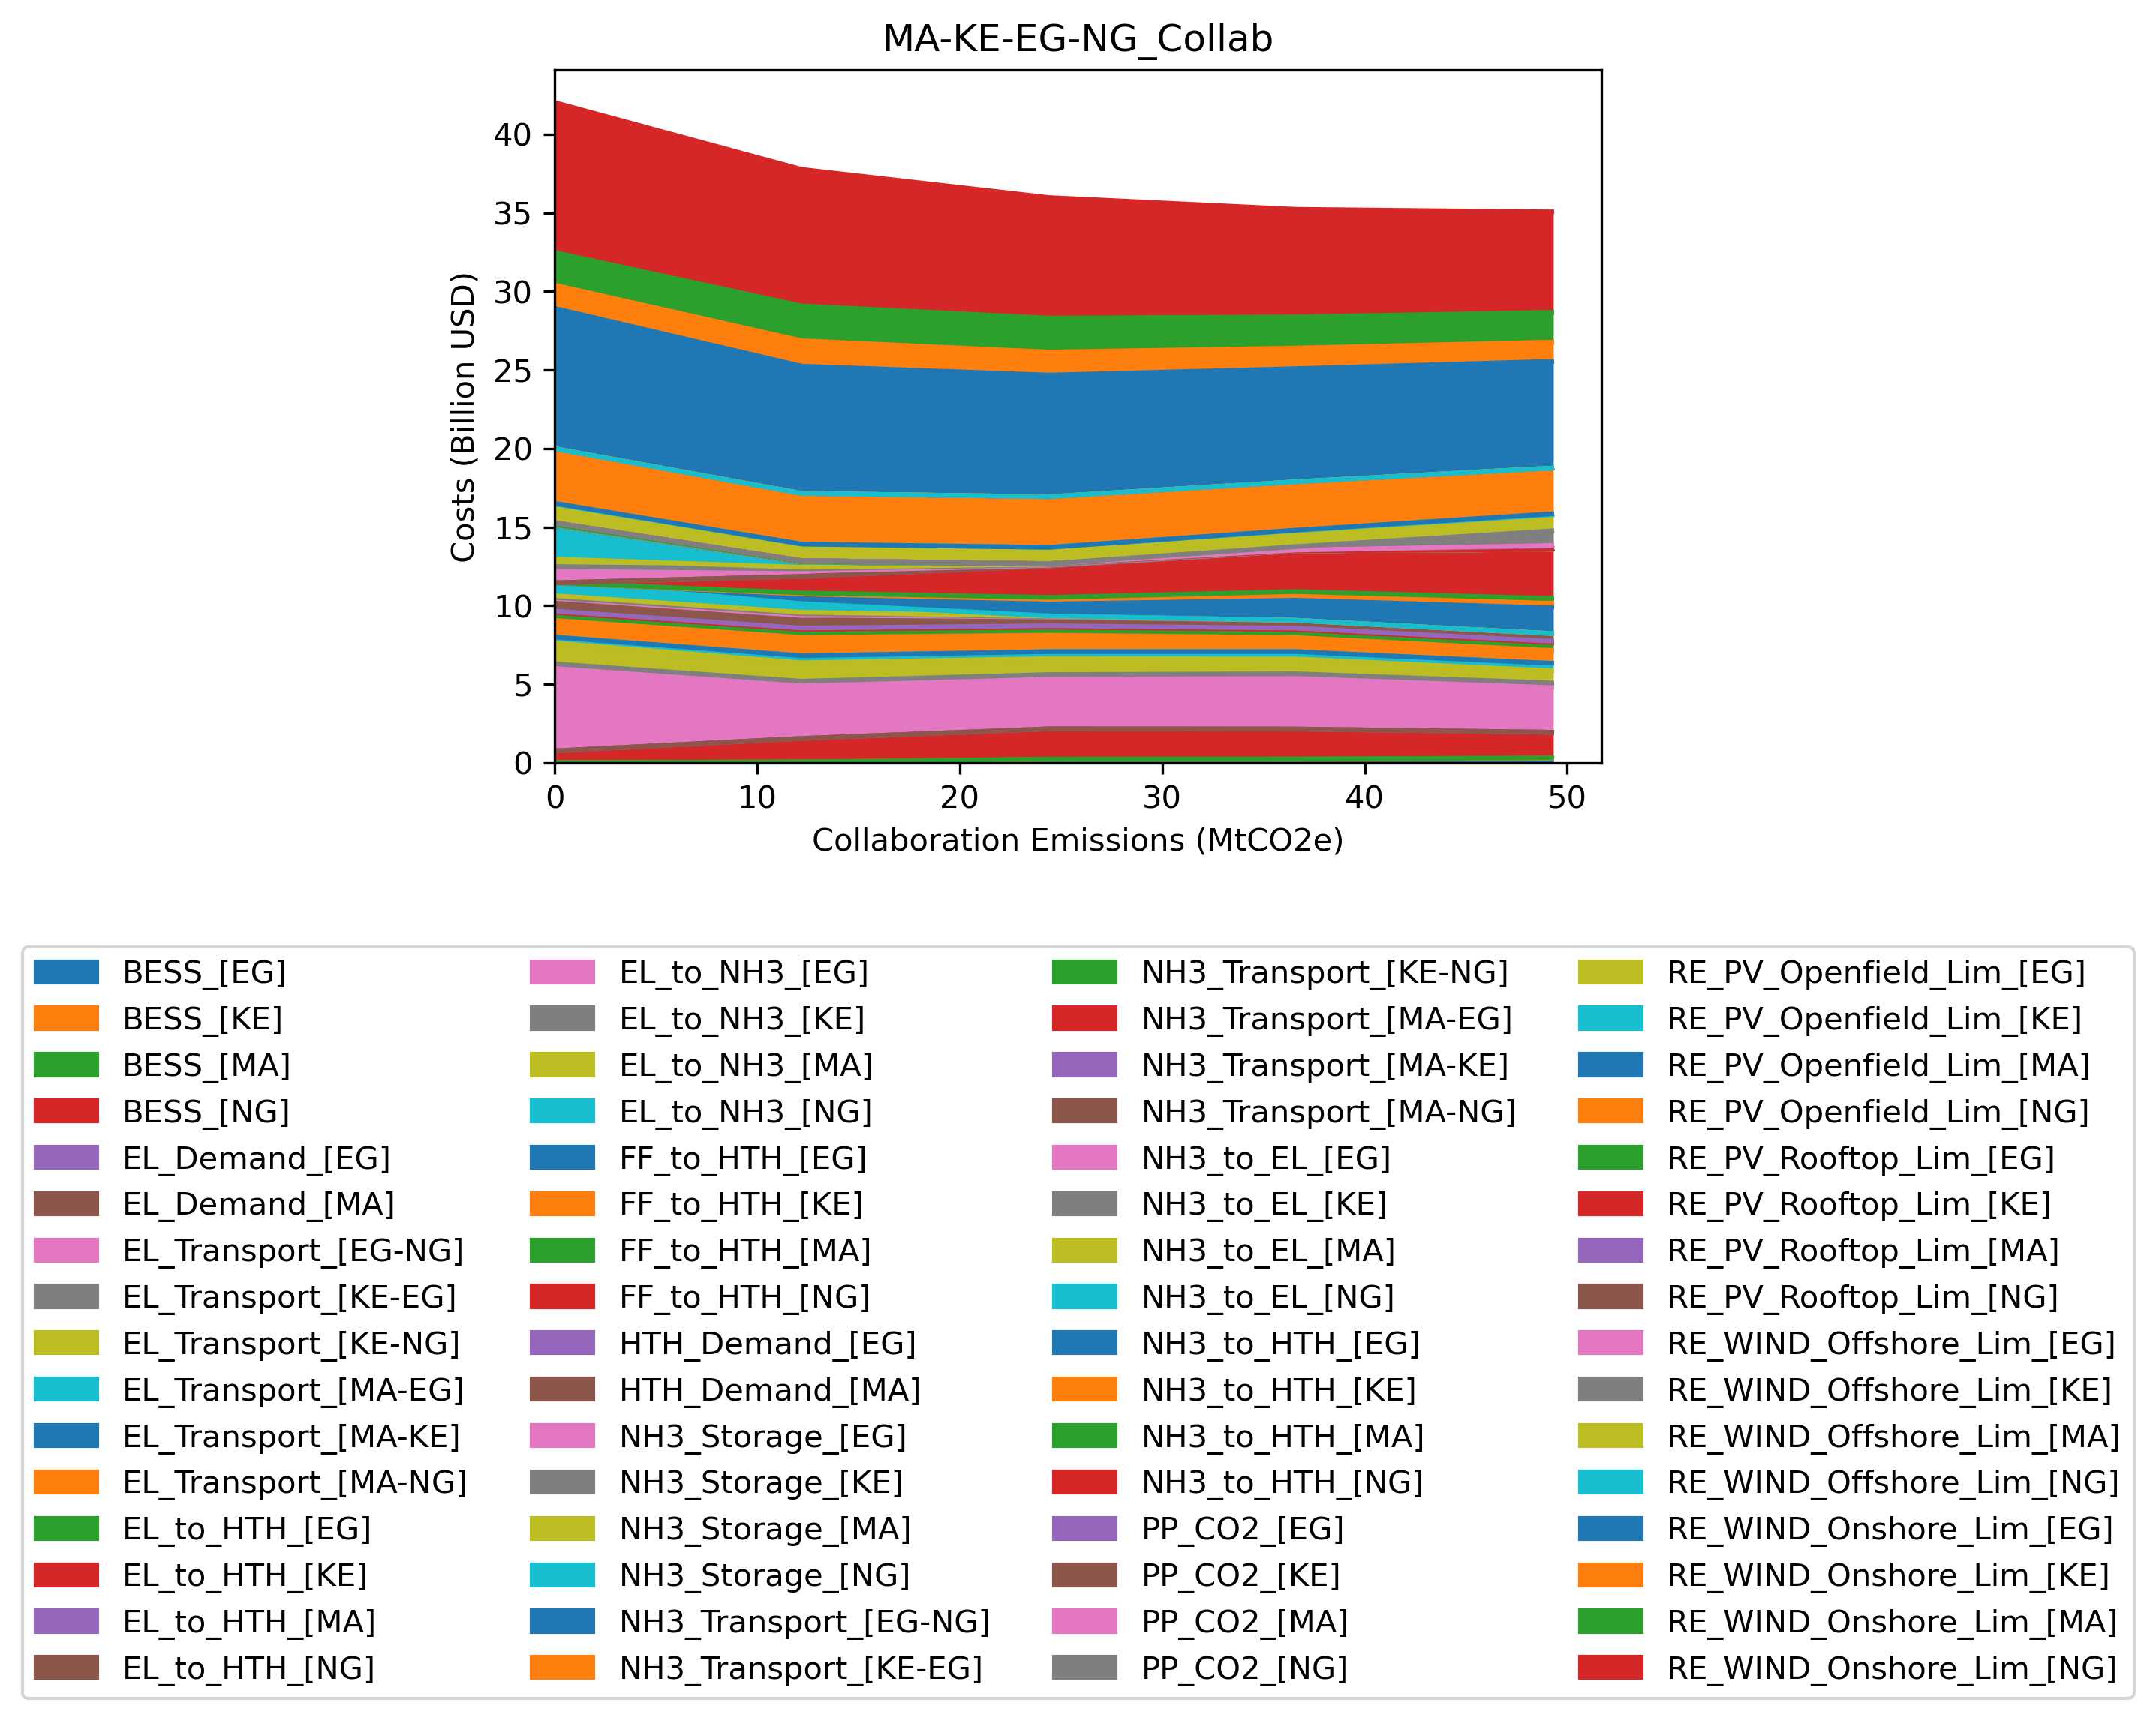 MA-KE-EG-NG_Collab
Costs (Billion USD)
40
35
30
25
20
15
10
5
0
0 10 20 30 40 50
Collaboration Emissions (MtCO2e)
BESS_[EG]
BESS_[KE]
BESS_[MA]
BESS_[NG]
EL_Demand_[EG]
EL_Demand_[MA]
EL_Transport_[EG-NG]
EL_Transport_[KE-EG]
EL_Transport_[KE-NG]
EL_Transport_[MA-EG]
EL_Transport_[MA-KE]
EL_Transport_[MA-NG]
EL_to_HTH_[EG]
EL_to_HTH_[KE]
EL_to_HTH_[MA]
EL_to_HTH_[NG]
EL_to_NH3_[EG]
EL_to_NH3_[KE]
EL_to_NH3_[MA]
EL_to_NH3_[NG]
FF_to_HTH_[EG]
FF_to_HTH_[KE]
FF_to_HTH_[MA]
FF_to_HTH_[NG]
HTH_Demand_[EG]
HTH_Demand_[MA]
NH3_Storage_[EG]
NH3_Storage_[KE]
NH3_Storage_[MA]
NH3_Storage_[NG]
NH3_Transport_[EG-NG]
NH3_Transport_[KE-EG]
NH3_Transport_[KE-NG]
NH3_Transport_[MA-EG]
NH3_Transport_[MA-KE]
NH3_Transport_[MA-NG]
NH3_to_EL_[EG]
NH3_to_EL_[KE]
NH3_to_EL_[MA]
NH3_to_EL_[NG]
NH3_to_HTH_[EG]
NH3_to_HTH_[KE]
NH3_to_HTH_[MA]
NH3_to_HTH_[NG]
PP_CO2_[EG]
PP_CO2_[KE]
PP_CO2_[MA]
PP_CO2_[NG]
RE_PV_Openfield_Lim_[EG]
RE_PV_Openfield_Lim_[KE]
RE_PV_Openfield_Lim_[MA]
RE_PV_Openfield_Lim_[NG]
RE_PV_Rooftop_Lim_[EG]
RE_PV_Rooftop_Lim_[KE]
RE_PV_Rooftop_Lim_[MA]
RE_PV_Rooftop_Lim_[NG]
RE_WIND_Offshore_Lim_[EG]
RE_WIND_Offshore_Lim_[KE]
RE_WIND_Offshore_Lim_[MA]
RE_WIND_Offshore_Lim_[NG]
RE_WIND_Onshore_Lim_[EG]
RE_WIND_Onshore_Lim_[KE]
RE_WIND_Onshore_Lim_[MA]
RE_WIND_Onshore_Lim_[NG]